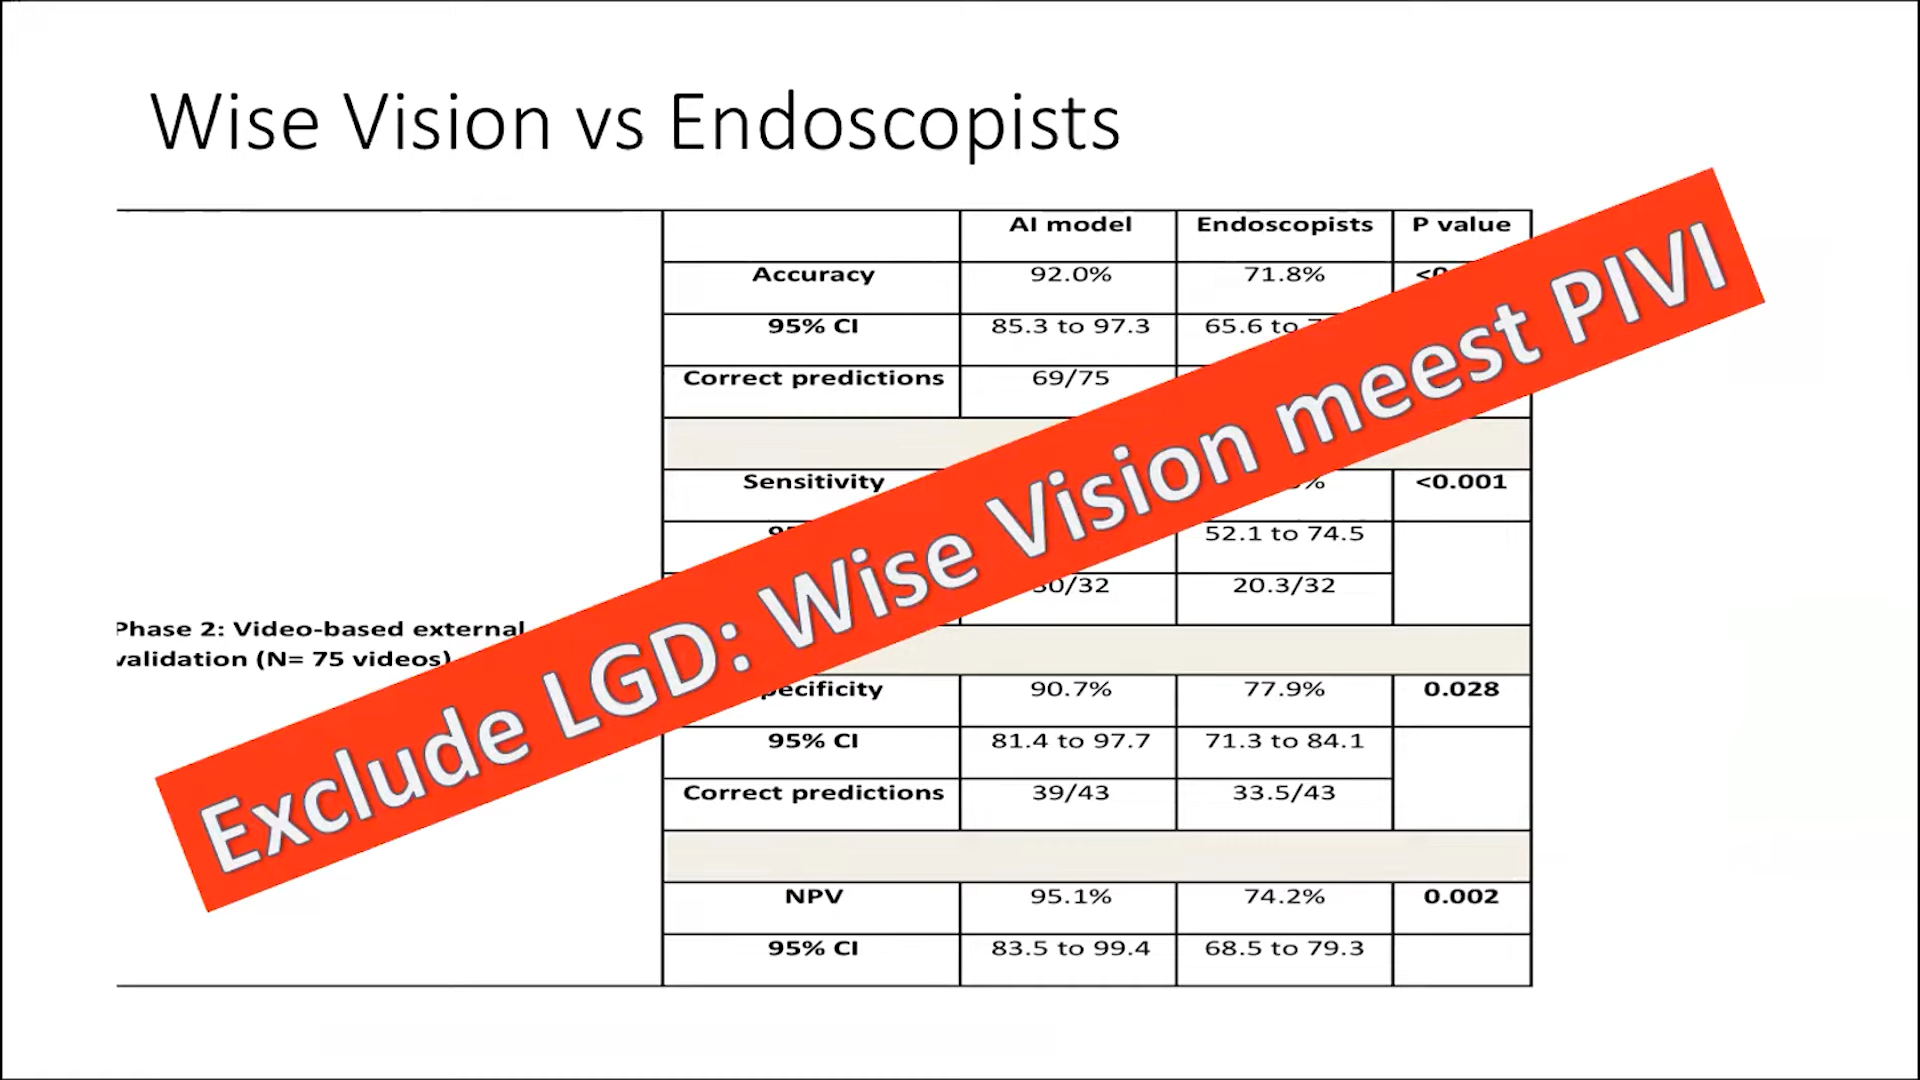 Wise Vision vs Endoscopists
AI model Endoscopists P value
Accuracy 92.0% 71.8%
95% CI 85.3 to 97.3 65.6 to
Correct predictions 69/75
Sensitivity <0.001
52.1 to 74.5
20.3/32
Phase 2: Video-based external
validation (N= 75 videos)
90.7% 77.9% 0.028
95% CI 81.4 to 97.7 71.3 to 84.1
Correct predictions 39/43 33.5/43
NPV 95.1% 74.2% 0.002
95% CI 83.5 to 99.4 68.5 to 79.3
Exclude LGD: Wise Vision meest PIVI